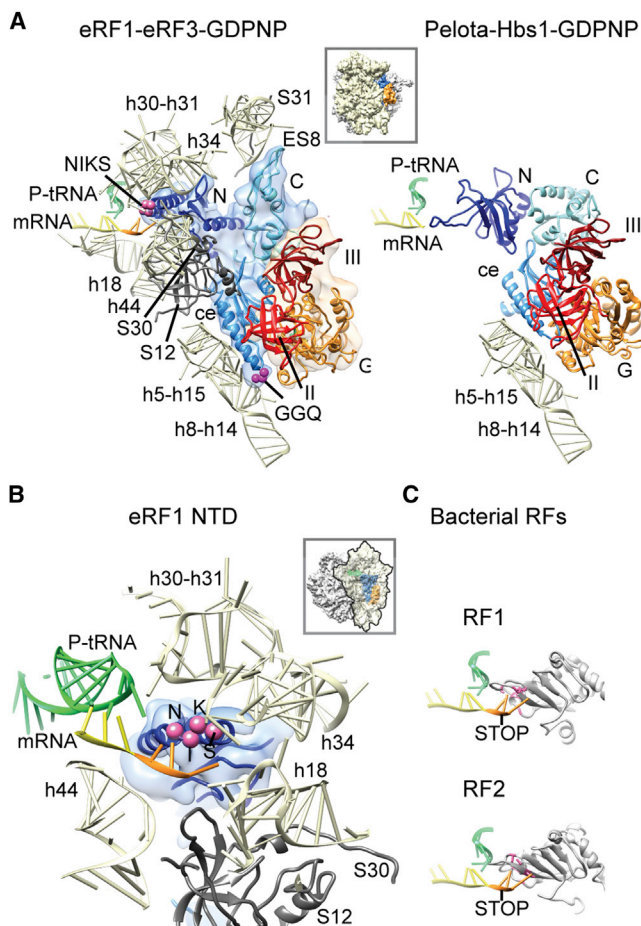 A
eRF1-eRF3-GDPNP
Pelota-Hbs1-GDPNP
h30-h31
S31
h34
ES8
NIKS
N
C
P-tRNA
mRNA
III
h18
h44
ce
S30
S12
G
h5-h15
II
GGQ
h8-h14
P-tRNA
N
C
mRNA
III
ce
G
II
h5-h15
h8-h14
B
eRF1 NTD
h30-h31
P-tRNA
N
K
I
S
mRNA
h34
h18
h44
S30
S12
C
Bacterial RFs
RF1
STOP
RF2
STOP